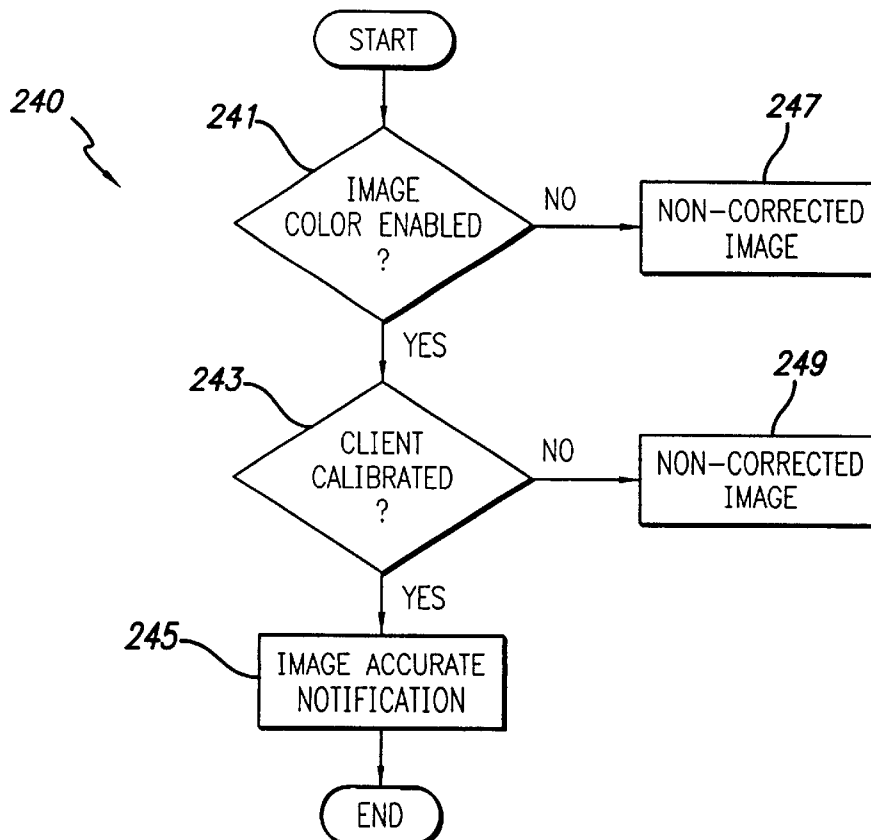 START
240
241
247
IMAGE
COLOR ENABLED
?
NO
NON-CORRECTED
IMAGE
YES
243
249
CLIENT
CALIBRATED
?
NO
NON-CORRECTED
IMAGE
YES
245
IMAGE ACCURATE
NOTIFICATION
END